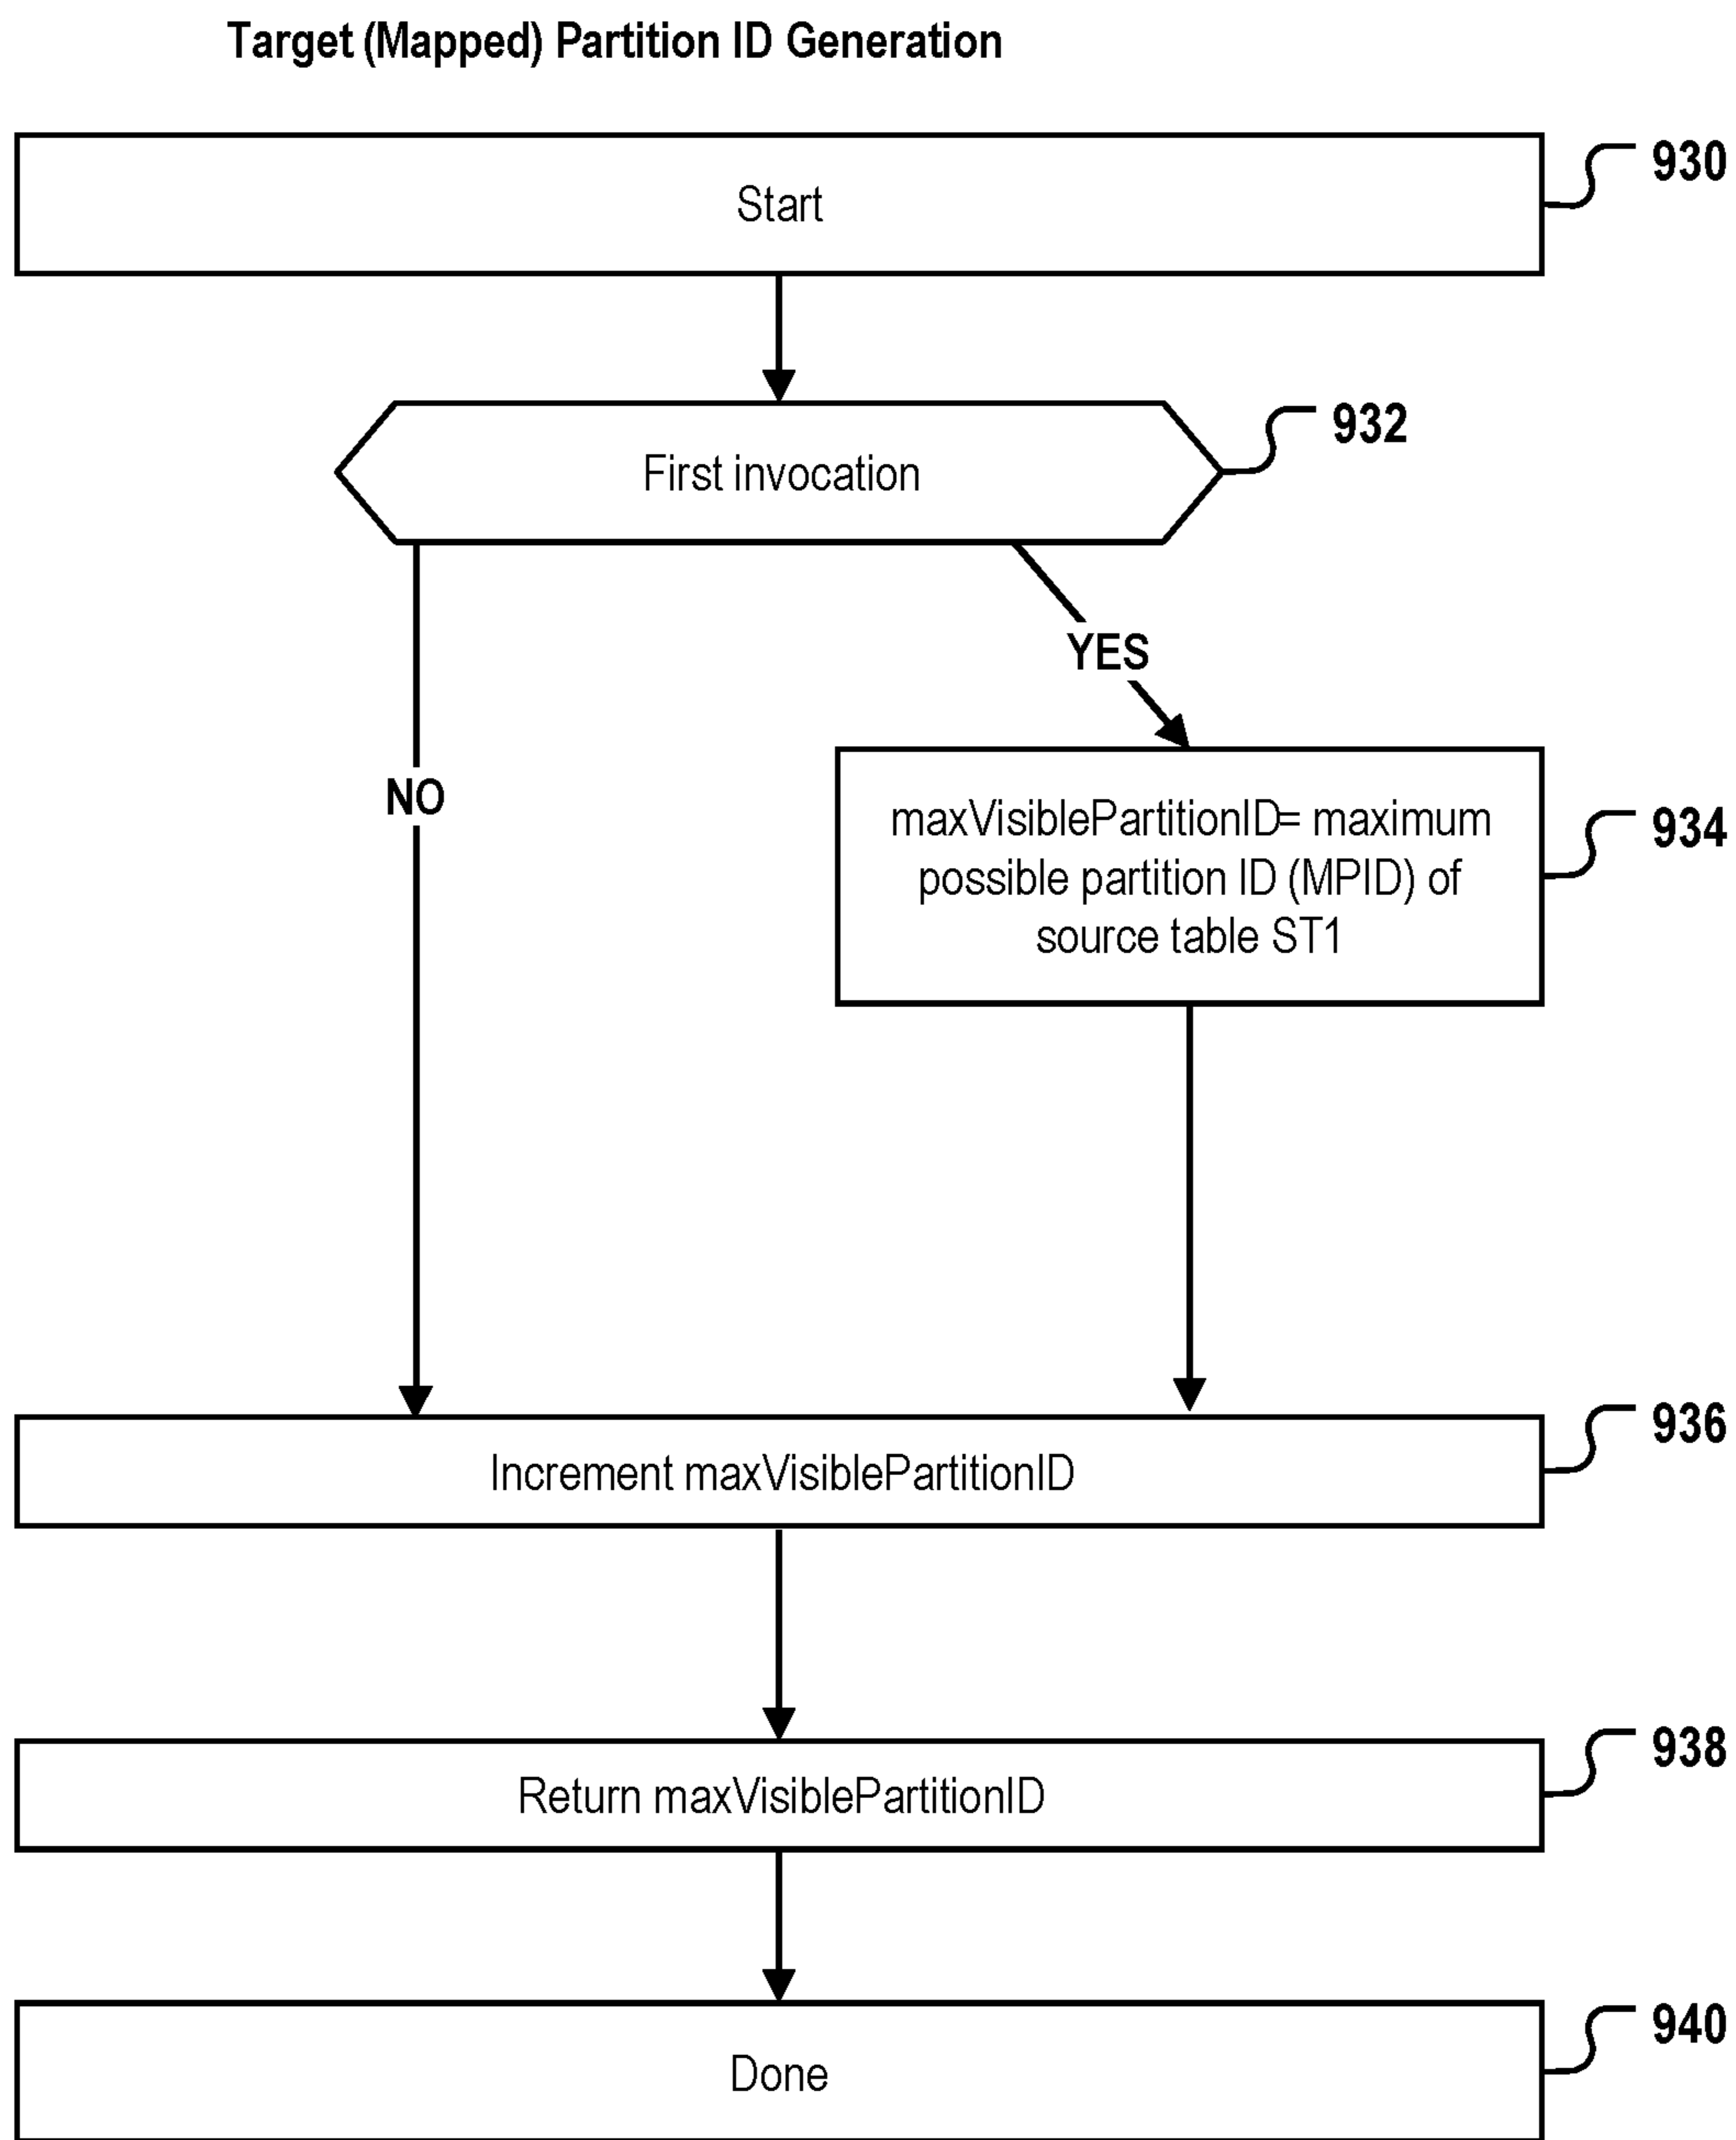 Target (Mapped) Partition ID Generation
Start
930
First invocation
932
YES
NO
maxVisiblePartitionID= maximum
possible partition ID (MPID) of
source table ST1
934
Increment maxVisiblePartitionID
936
Return maxVisiblePartitionID
938
Done
940